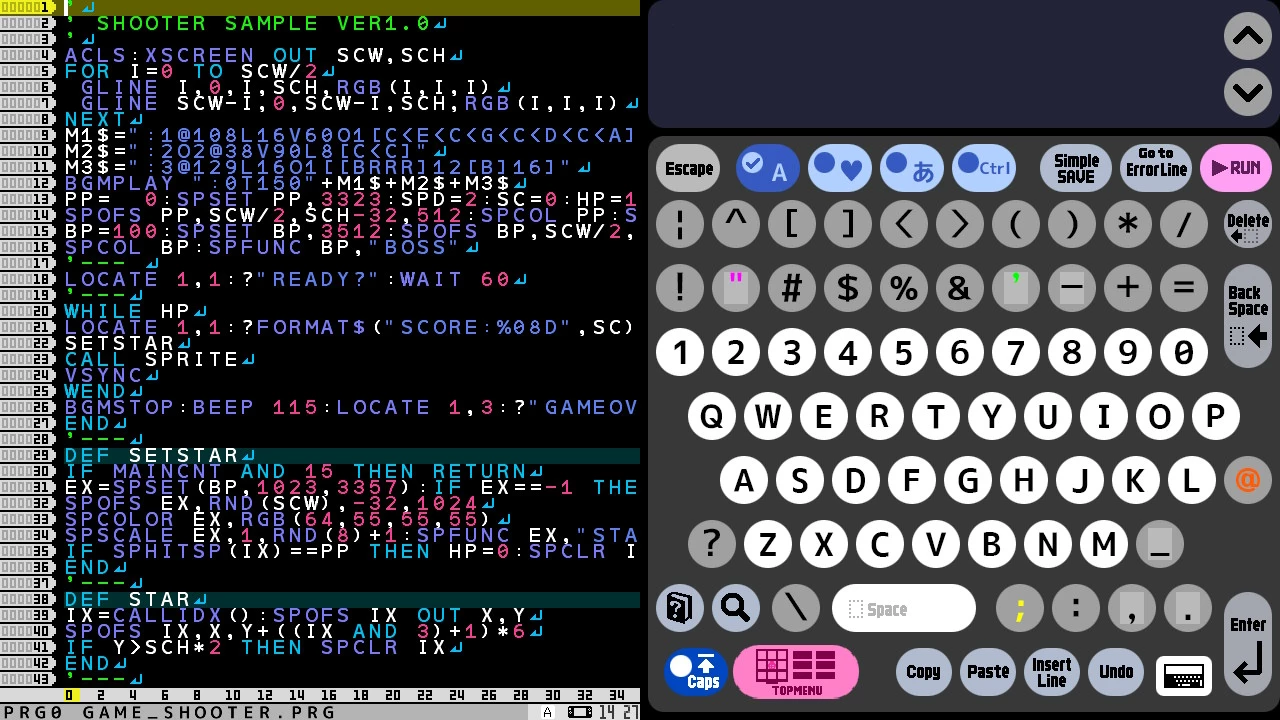 00001 '
00002 ' SHOOTER SAMPLE VER1.0
00003 '
00004 ACLS:XSCREEN OUT SCW,SCH
00005 FOR I=0 TO SCW/2
00006  GLINE I,0,I,SCH,RGB(I,I,I)
00007  GLINE SCW-I,0,SCW-I,SCH,RGB(I,I,I)
00008 NEXT
00009 M1$=":1@108L16V60O1[C<E<C<G<C<D<C<A]
00010 M2$=":2O2@38V90L8[C<C]"
00011 M3$=":3@129L16O1[[BRRR]12[B]16]"
00012 BGMPLAY ":0T150"+M1$+M2$+M3$
00013 PP=  0:SPSET PP,3323:SPD=2:SC=0:HP=1
00014 SPOFS PP,SCW/2,SCH-32,512:SPCOL PP:S
00015 BP=100:SPSET BP,3512:SPOFS BP,SCW/2,
00016 SPCOL BP:SPFUNC BP,"BOSS"
00017 '---
00018 LOCATE 1,1:?"READY?":WAIT 60
00019 '---
00020 WHILE HP
00021 LOCATE 1,1:?FORMAT$("SCORE:%08D",SC)
00022 SETSTAR
00023 CALL SPRITE
00024 VSYNC
00025 WEND
00026 BGMSTOP:BEEP 115:LOCATE 1,3:?"GAMEOV
00027 END
00028 '---
00029 DEF SETSTAR
00030 IF MAINCNT AND 15 THEN RETURN
00031 EX=SPSET(BP,1023,3357):IF EX==-1 THE
00032 SPOFS EX,RND(SCW),-32,1024
00033 SPCOLOR EX,RGB(64,55,55,55)
00034 SPSCALE EX,1,RND(8)+1:SPFUNC EX,"STA
00035 IF SPHITSP(IX)==PP THEN HP=0:SPCLR I
00036 END
00037 '---
00038 DEF STAR
00039 IX=CALLIDX():SPOFS IX OUT X,Y
00040 SPOFS IX,X,Y+((IX AND 3)+1)*6
00041 IF Y>SCH*2 THEN SPCLR IX
00042 END
00043 '---
0 2 4 6 8 10 12 14 16 18 20 22 24 26 28 30 32 34
PRG0 GAME_SHOOTER.PRG A 14 27
Escape A ♥ あ Ctrl Simple SAVE Go to Error Line ▶RUN
¦ ^ [ ] < > ( ) * / Delete
! " # $ % & ' − + = Back Space
1 2 3 4 5 6 7 8 9 0
Q W E R T Y U I O P
A S D F G H J K L @
? Z X C V B N M _
? \ Space ; : , . Enter
Caps TOPMENU Copy Paste Insert Line Undo